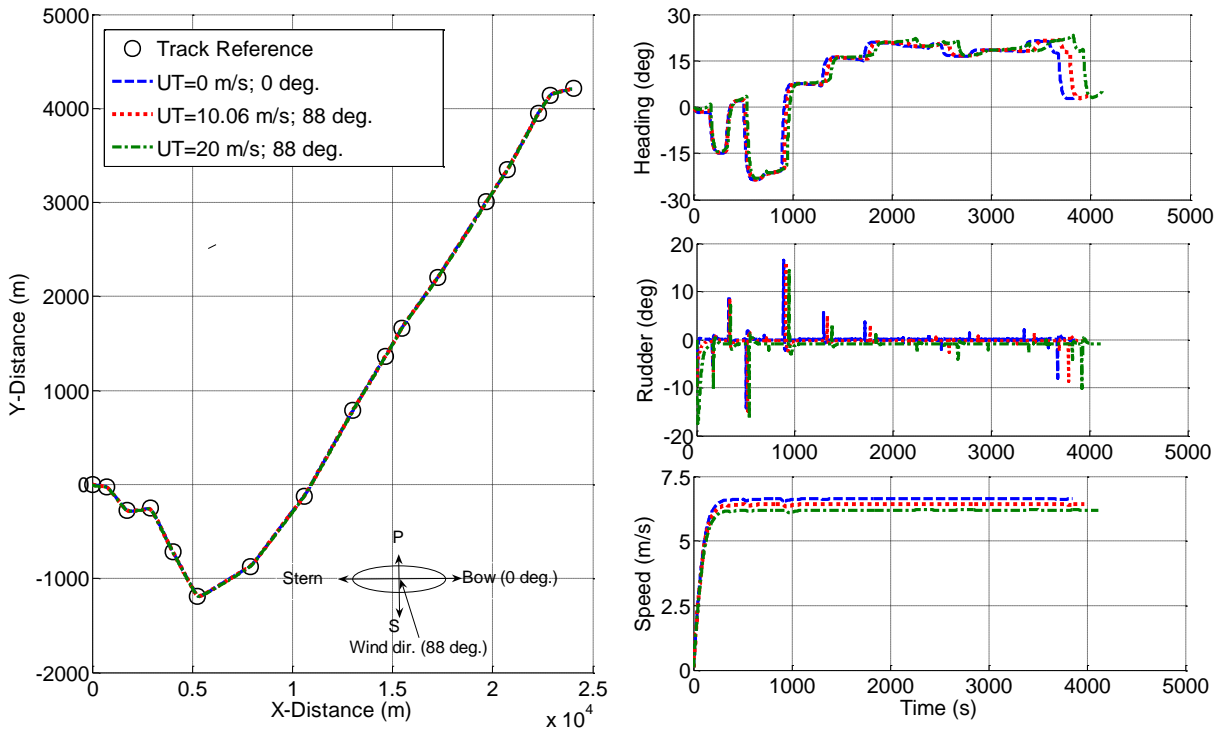 5000
4000
3000
2000
1000
0
-1000
-2000
Y-Distance (m)
Track Reference
UT=0 m/s; 0 deg.
UT=10.06 m/s; 88 deg.
UT=20 m/s; 88 deg.
P
Stern
Bow (0 deg.)
S
Wind dir. (88 deg.)
0 0.5 1 1.5 2 2.5
X-Distance (m)
x 10^4
30
15
0
-15
-30
Heading (deg)
0 1000 2000 3000 4000 5000
20
10
0
-10
-20
Rudder (deg)
0 1000 2000 3000 4000 5000
7.5
5
2.5
0
Speed (m/s)
0 1000 2000 3000 4000 5000
Time (s)